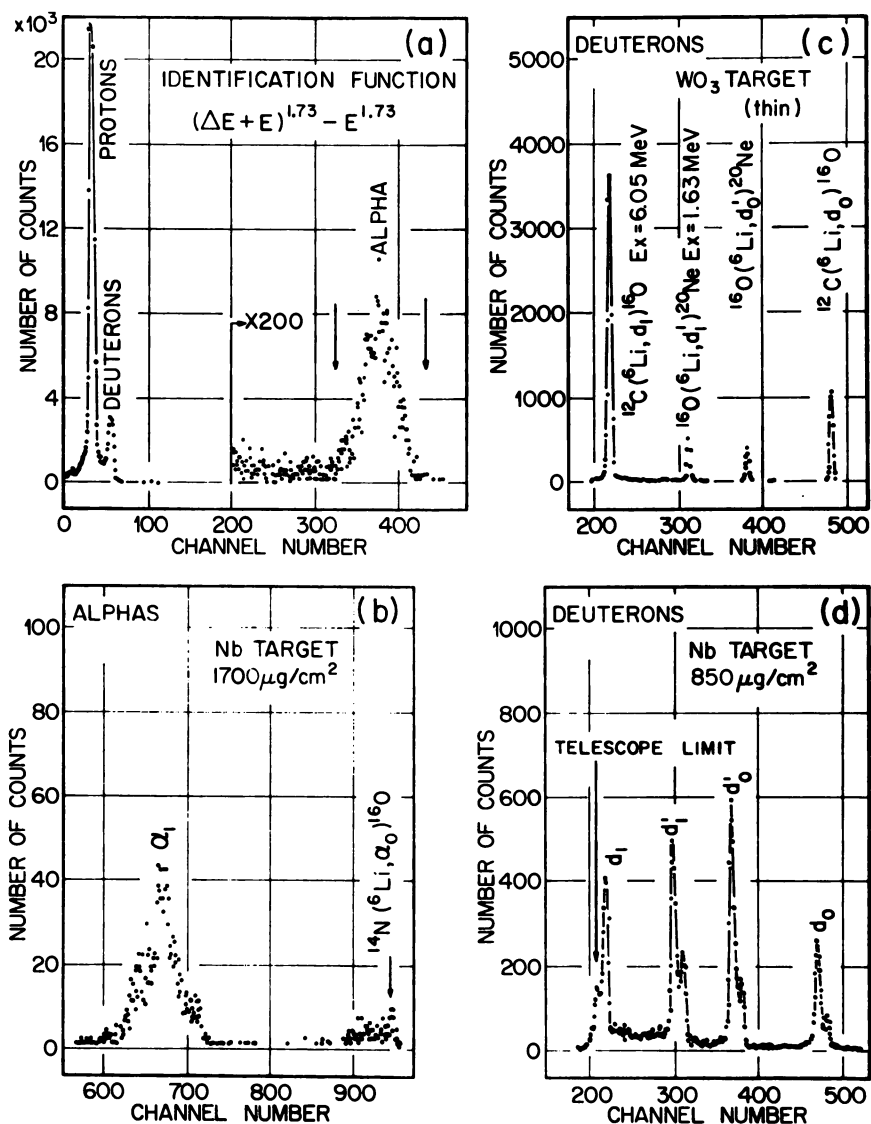 ×10³
(a)
20
16
12
8
4
0
NUMBER OF COUNTS
PROTONS
DEUTERONS
IDENTIFICATION FUNCTION
(ΔE+E)^1.73 – E^1.73
ALPHA
→X200
0 100 200 300 400
CHANNEL NUMBER
DEUTERONS
(c)
5000
4000
3000
2000
1000
0
NUMBER OF COUNTS
WO₃ TARGET
(thin)
¹²C(⁶Li,d₁)¹⁶O Ex=6.05 MeV
¹⁶O(⁶Li,d₁')²⁰Ne Ex=1.63 MeV
¹⁶O(⁶Li,d₀')²⁰Ne
¹²C(⁶Li,d₀)¹⁶O
200 300 400 500
CHANNEL NUMBER
ALPHAS
(b)
100
80
60
40
20
0
NUMBER OF COUNTS
Nb TARGET
1700μg/cm²
α₁
¹⁴N(⁶Li,α₀)¹⁶O
600 700 800 900
CHANNEL NUMBER
DEUTERONS
(d)
1000
800
600
400
200
0
NUMBER OF COUNTS
Nb TARGET
850μg/cm²
TELESCOPE LIMIT
d₁
d₁'
d₀'
d₀
200 300 400 500
CHANNEL NUMBER